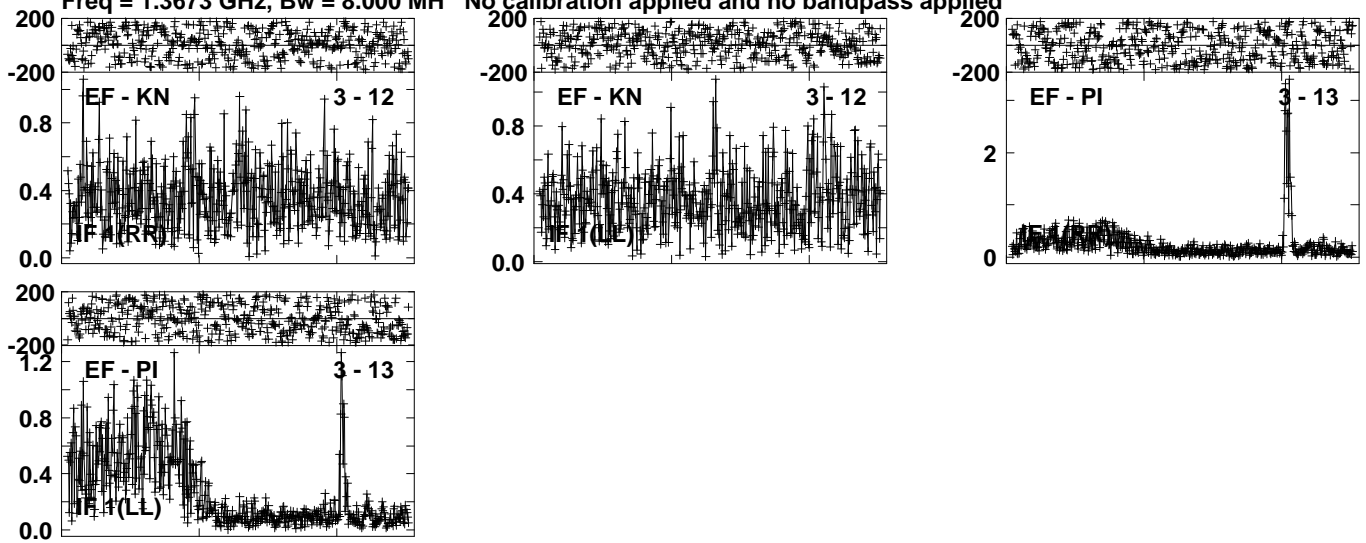 Freq = 1.3673 GHz, Bw = 8.000 MH No calibration applied and no bandpass applied
200
-200
EF - KN 3 - 12
0.8
0.4
0.0
IF 1(RR)
200
-200
EF - KN 3 - 12
0.8
0.4
0.0
IF 1(LL)
200
-200
EF - PI 3 - 13
2
0
IF 1(RR)
200
-200
1.2
EF - PI 3 - 13
0.8
0.4
0.0
IF 1(LL)